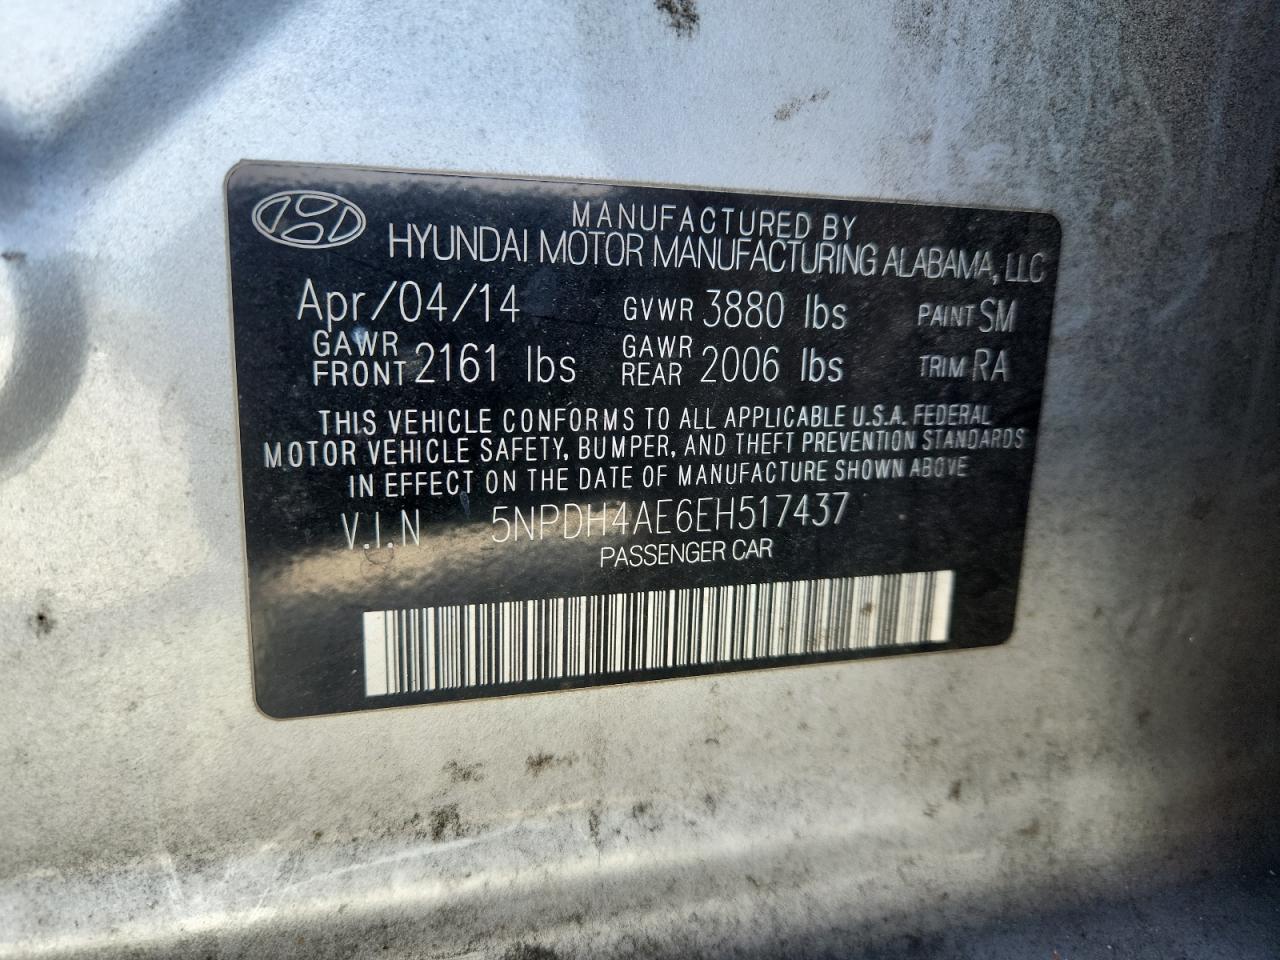 MANUFACTURED BY
HYUNDAI MOTOR MANUFACTURING ALABAMA, LLC
Apr/04/14 GVWR 3880 lbs PAINT SM
GAWR FRONT 2161 lbs GAWR REAR 2006 lbs TRIM RA
THIS VEHICLE CONFORMS TO ALL APPLICABLE U.S.A. FEDERAL
MOTOR VEHICLE SAFETY, BUMPER, AND THEFT PREVENTION STANDARDS
IN EFFECT ON THE DATE OF MANUFACTURE SHOWN ABOVE
V.I.N 5NPDH4AE6EH517437
PASSENGER CAR